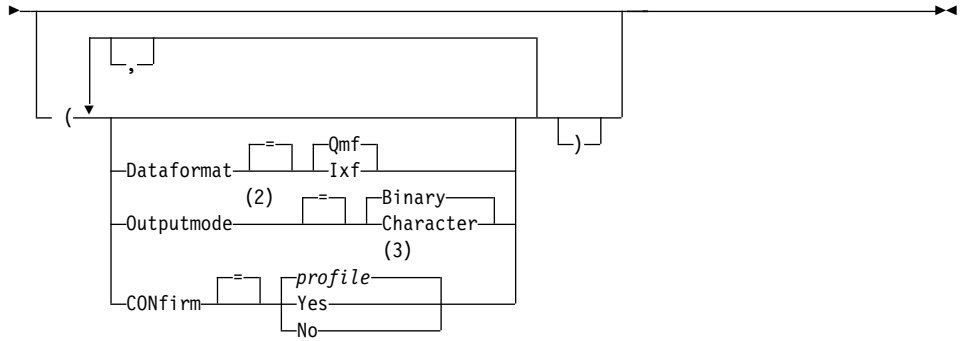 ,
( )
= Qmf
Dataformat Ixf
(2)
= Binary
Outputmode Character
(3)
= profile
CONfirm Yes
No